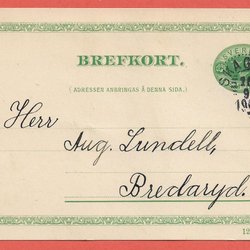 BREFKORT.
(ADRESSEN ANBRINGAS Å DENNA SIDA.)
Herr
Aug. Lundell,
Bredaryd.